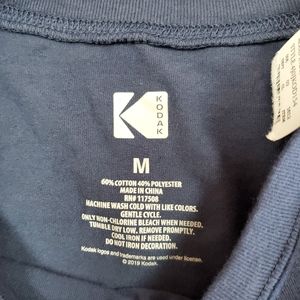 KODAK
M
60% COTTON 40% POLYESTER
MADE IN CHINA
RN# 117508
MACHINE WASH COLD WITH LIKE COLORS.
GENTLE CYCLE.
ONLY NON-CHLORINE BLEACH WHEN NEEDED.
TUMBLE DRY LOW. REMOVE PROMPTLY.
COOL IRON IF NEEDED.
DO NOT IRON DECORATION.
Kodak logos and trademarks are used under license.
© 2019 Kodak.